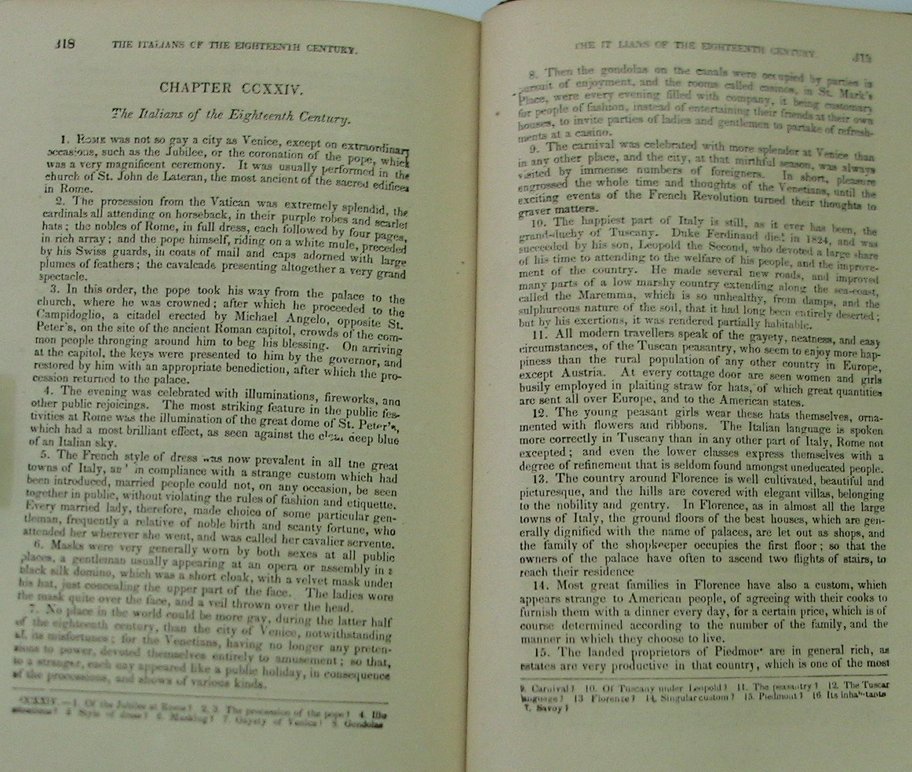 418 THE ITALIANS OF THE EIGHTEENTH CENTURY.
CHAPTER CCXXIV.
The Italians of the Eighteenth Century.
1. ROME was not so gay a city as Venice, except on extraordinary
occasions, such as the Jubilee, or the coronation of the pope, which
was a very magnificent ceremony. It was usually performed in the
church of St. John de Lateran, the most ancient of the sacred edifices
in Rome.
2. The procession from the Vatican was extremely splendid, the
cardinals all attending on horseback, in their purple robes and scarlet
hats; the nobles of Rome, in full dress, each followed by four pages,
in rich array; and the pope himself, riding on a white mule, preceded
by his Swiss guards, in coats of mail and caps adorned with large
plumes of feathers; the cavalcade presenting altogether a very grand
spectacle.
3. In this order, the pope took his way from the palace to the
church, where he was crowned; after which he proceeded to the
Campidoglio, a citadel erected by Michael Angelo, opposite St.
Peter's, on the site of the ancient Roman capitol, crowds of the com-
mon people thronging around him to beg his blessing. On arriving
at the capitol, the keys were presented to him by the governor, and
restored by him with an appropriate benediction, after which the pro-
cession returned to the palace.
4. The evening was celebrated with illuminations, fireworks, and
other public rejoicings. The most striking feature in the public fes-
tivities at Rome was the illumination of the great dome of St. Peter's,
which had a most brilliant effect, as seen against the clear deep blue
of an Italian sky.
5. The French style of dress was now prevalent in all the great
towns of Italy, and in compliance with a strange custom which had
been introduced, married people could not, on any occasion, be seen
together in public, without violating the rules of fashion and etiquette.
Every married lady, therefore, made choice of some particular gen-
tleman, frequently a relative of noble birth and scanty fortune, who
attended her wherever she went, and was called her cavalier servente.
6. Masks were very generally worn by both sexes at all public
places, a gentleman usually appearing at an opera or assembly in a
black silk domino, which was a short cloak, with a velvet mask under
his hat, just concealing the upper part of the face. The ladies wore
the mask quite over the face, and a veil thrown over the head.
7. No place in the world could be more gay, during the latter half
of the eighteenth century, than the city of Venice, notwithstanding
all its misfortunes; for the Venetians, having no longer any preten-
sions to power, devoted themselves entirely to amusement; so that,
to a stranger, each day appeared like a public holiday, in consequence
of the processions, and shows of various kinds.
CCXXIV.—1. Of the Jubilee at Rome? 2, 3. The procession of the pope? 4. Illu
minations? 5. Style of dress? 6. Masking? 7. Gayety of Venice? 8. Gondolas
THE IT LIANS OF THE EIGHTEENTH CENTURY. 419
8. Then the gondolas on the canals were occupied by parties in
pursuit of enjoyment, and the rooms called casinos, in St. Mark's
Place, were every evening filled with company, it being customary
for people of fashion, instead of entertaining their friends at their own
houses, to invite parties of ladies and gentlemen to partake of refresh-
ments at a casino.
9. The carnival was celebrated with more splendor at Venice than
in any other place, and the city, at that mirthful season, was always
visited by immense numbers of foreigners. In short, pleasure
engrossed the whole time and thoughts of the Venetians, until the
exciting events of the French Revolution turned their thoughts to
graver matters.
10. The happiest part of Italy is still, as it ever has been, the
grand-duchy of Tuscany. Duke Ferdinand died in 1824, and was
succeeded by his son, Leopold the Second, who devoted a large share
of his time to attending to the welfare of his people, and the improve-
ment of the country. He made several new roads, and improved
many parts of a low marshy country extending along the sea-coast,
called the Maremma, which is so unhealthy, from damps, and the
sulphureous nature of the soil, that it had long been entirely deserted;
but by his exertions, it was rendered partially habitable.
11. All modern travellers speak of the gayety, neatness, and easy
circumstances, of the Tuscan peasantry, who seem to enjoy more hap-
piness than the rural population of any other country in Europe,
except Austria. At every cottage door are seen women and girls
busily employed in plaiting straw for hats, of which great quantities
are sent all over Europe, and to the American states.
12. The young peasant girls wear these hats themselves, orna-
mented with flowers and ribbons. The Italian language is spoken
more correctly in Tuscany than in any other part of Italy, Rome not
excepted; and even the lower classes express themselves with a
degree of refinement that is seldom found amongst uneducated people.
13. The country around Florence is well cultivated, beautiful and
picturesque, and the hills are covered with elegant villas, belonging
to the nobility and gentry. In Florence, as in almost all the large
towns of Italy, the ground floors of the best houses, which are gen-
erally dignified with the name of palaces, are let out as shops, and
the family of the shopkeeper occupies the first floor; so that the
owners of the palace have often to ascend two flights of stairs, to
reach their residence
14. Most great families in Florence have also a custom, which
appears strange to American people, of agreeing with their cooks to
furnish them with a dinner every day, for a certain price, which is of
course determined according to the number of the family, and the
manner in which they choose to live.
15. The landed proprietors of Piedmont are in general rich, as
estates are very productive in that country, which is one of the most
9. Carnival? 10. Of Tuscany under Leopold? 11. The peasantry? 12. The Tuscan
language? 13 Florence? 14. Singular custom? 15. Piedmont? 16 Its inhabitants
7. Savoy?